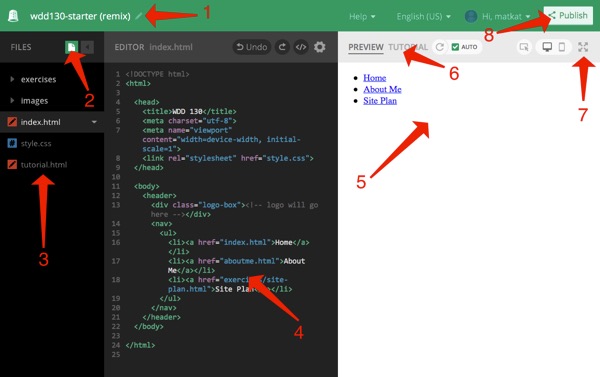 wdd130-starter (remix)
1
Help
English (US)
Hi, matkat
8
Publish
FILES
EDITOR index.html
Undo
PREVIEW
TUTORIAL
AUTO
2
6
7
exercises
images
index.html
style.css
tutorial.html
3
1 <!DOCTYPE html>
2 <html>
3
4 <head>
5 <title>WDD 130</title>
6 <meta charset="utf-8">
7 <meta name="viewport"
content="width=device-width, initial-
scale=1">
8 <link rel="stylesheet" href="style.css">
9 </head>
10
11 <body>
12 <header>
13 <div class="logo-box"><!-- logo will go
here --></div>
14 <nav>
15 <ul>
16 <li><a href="index.html">Home</a>
</li>
17 <li><a href="aboutme.html">About
Me</a></li>
18 <li><a href="exercises/site-
plan.html">Site Plan</a></li>
19 </ul>
20 </nav>
21 </header>
22 </body>
23
24 </html>
25
4
Home
About Me
Site Plan
5